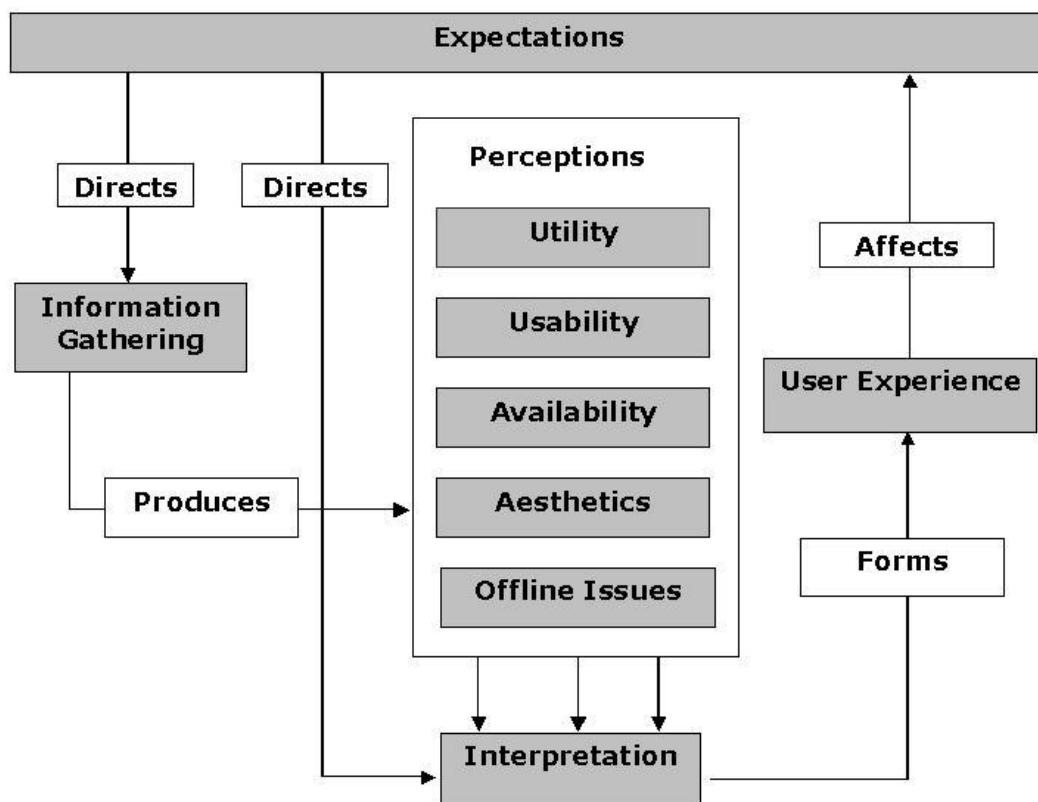 Expectations
Directs
Directs
Perceptions
Utility
Information
Gathering
Usability
Availability
Aesthetics
Offline Issues
Produces
Affects
User Experience
Forms
Interpretation